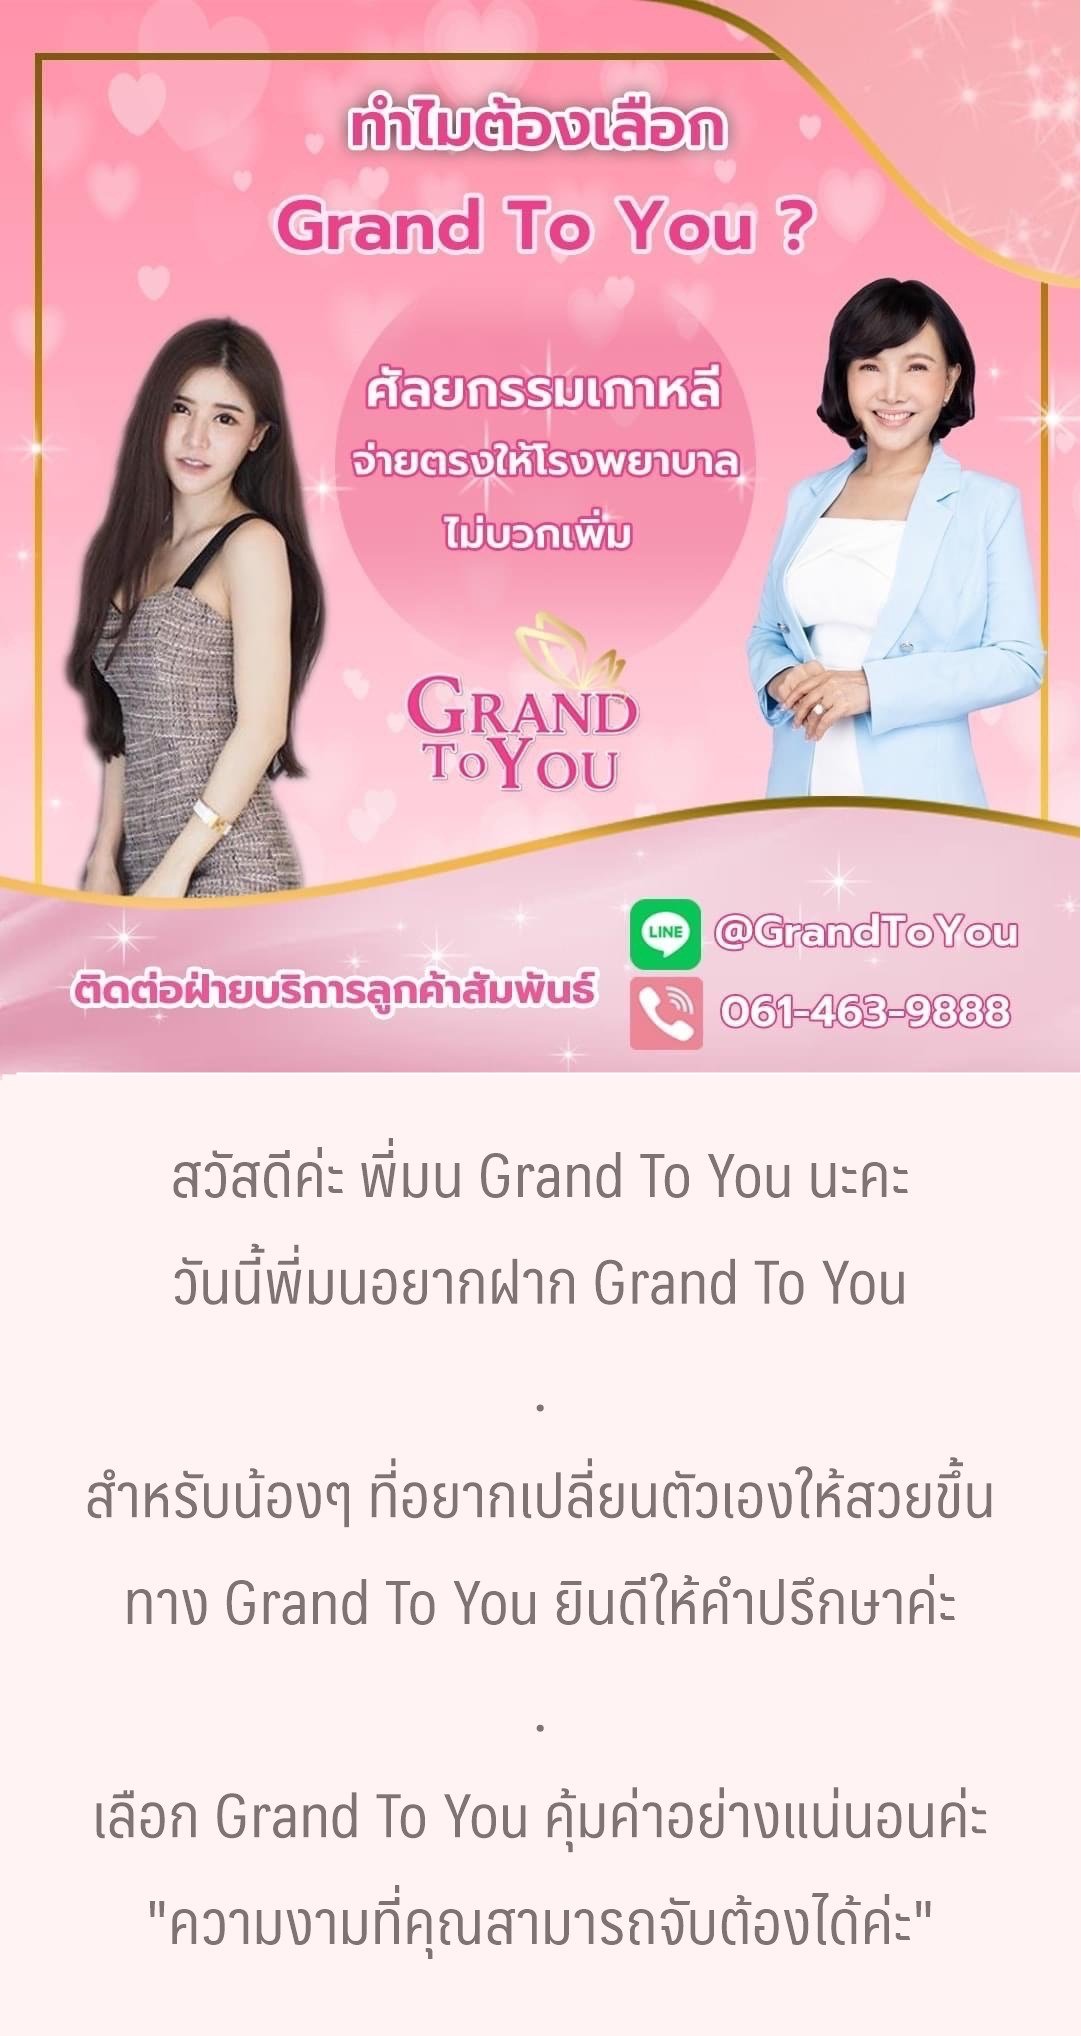 ทำไมต้องเลือก
Grand To You ?
ศัลยกรรมเกาหลี
จ่ายตรงให้โรงพยาบาล
ไม่บวกเพิ่ม
GRAND
TO YOU
LINE
@GrandToYou
ติดต่อฝ่ายบริการลูกค้าสัมพันธ์
061-463-9888
สวัสดีค่ะ พี่มน Grand To You นะคะ
วันนี้พี่มนอยากฝาก Grand To You
.
สำหรับน้องๆ ที่อยากเปลี่ยนตัวเองให้สวยขึ้น
ทาง Grand To You ยินดีให้คำปรึกษาค่ะ
.
เลือก Grand To You คุ้มค่าอย่างแน่นอนค่ะ
"ความงามที่คุณสามารถจับต้องได้ค่ะ"